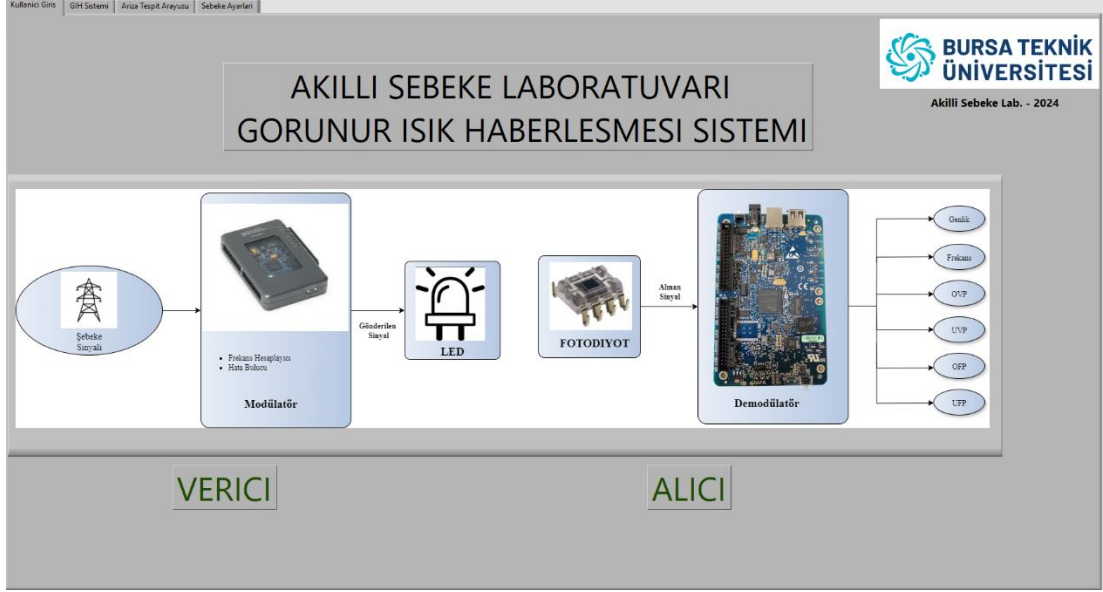 Kullanici Giris
GIH Sistemi
Ariza Tespit Arayuzu
Sebeke Ayarlari
BURSA TEKNİK
ÜNİVERSİTESİ
Akilli Sebeke Lab. - 2024
AKILLI SEBEKE LABORATUVARI
GORUNUR ISIK HABERLESMESI SISTEMI
Şebeke
Sinyali
• Frekans Hesaplayıcı
• Hata Bulucu
Modülatör
Gönderilen
Sinyal
LED
FOTODIYOT
Alınan
Sinyal
Demodülatör
Genlik
Frekans
OVP
UVP
OFP
UFP
VERICI
ALICI